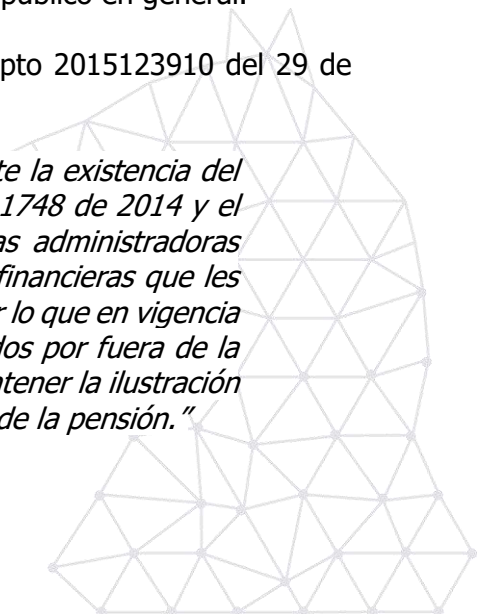 público en general.
pto 2015123910 del 29 de
te la existencia del
1748 de 2014 y el
as administradoras
financieras que les
r lo que en vigencia
dos por fuera de la
tener la ilustración
de la pensión.”